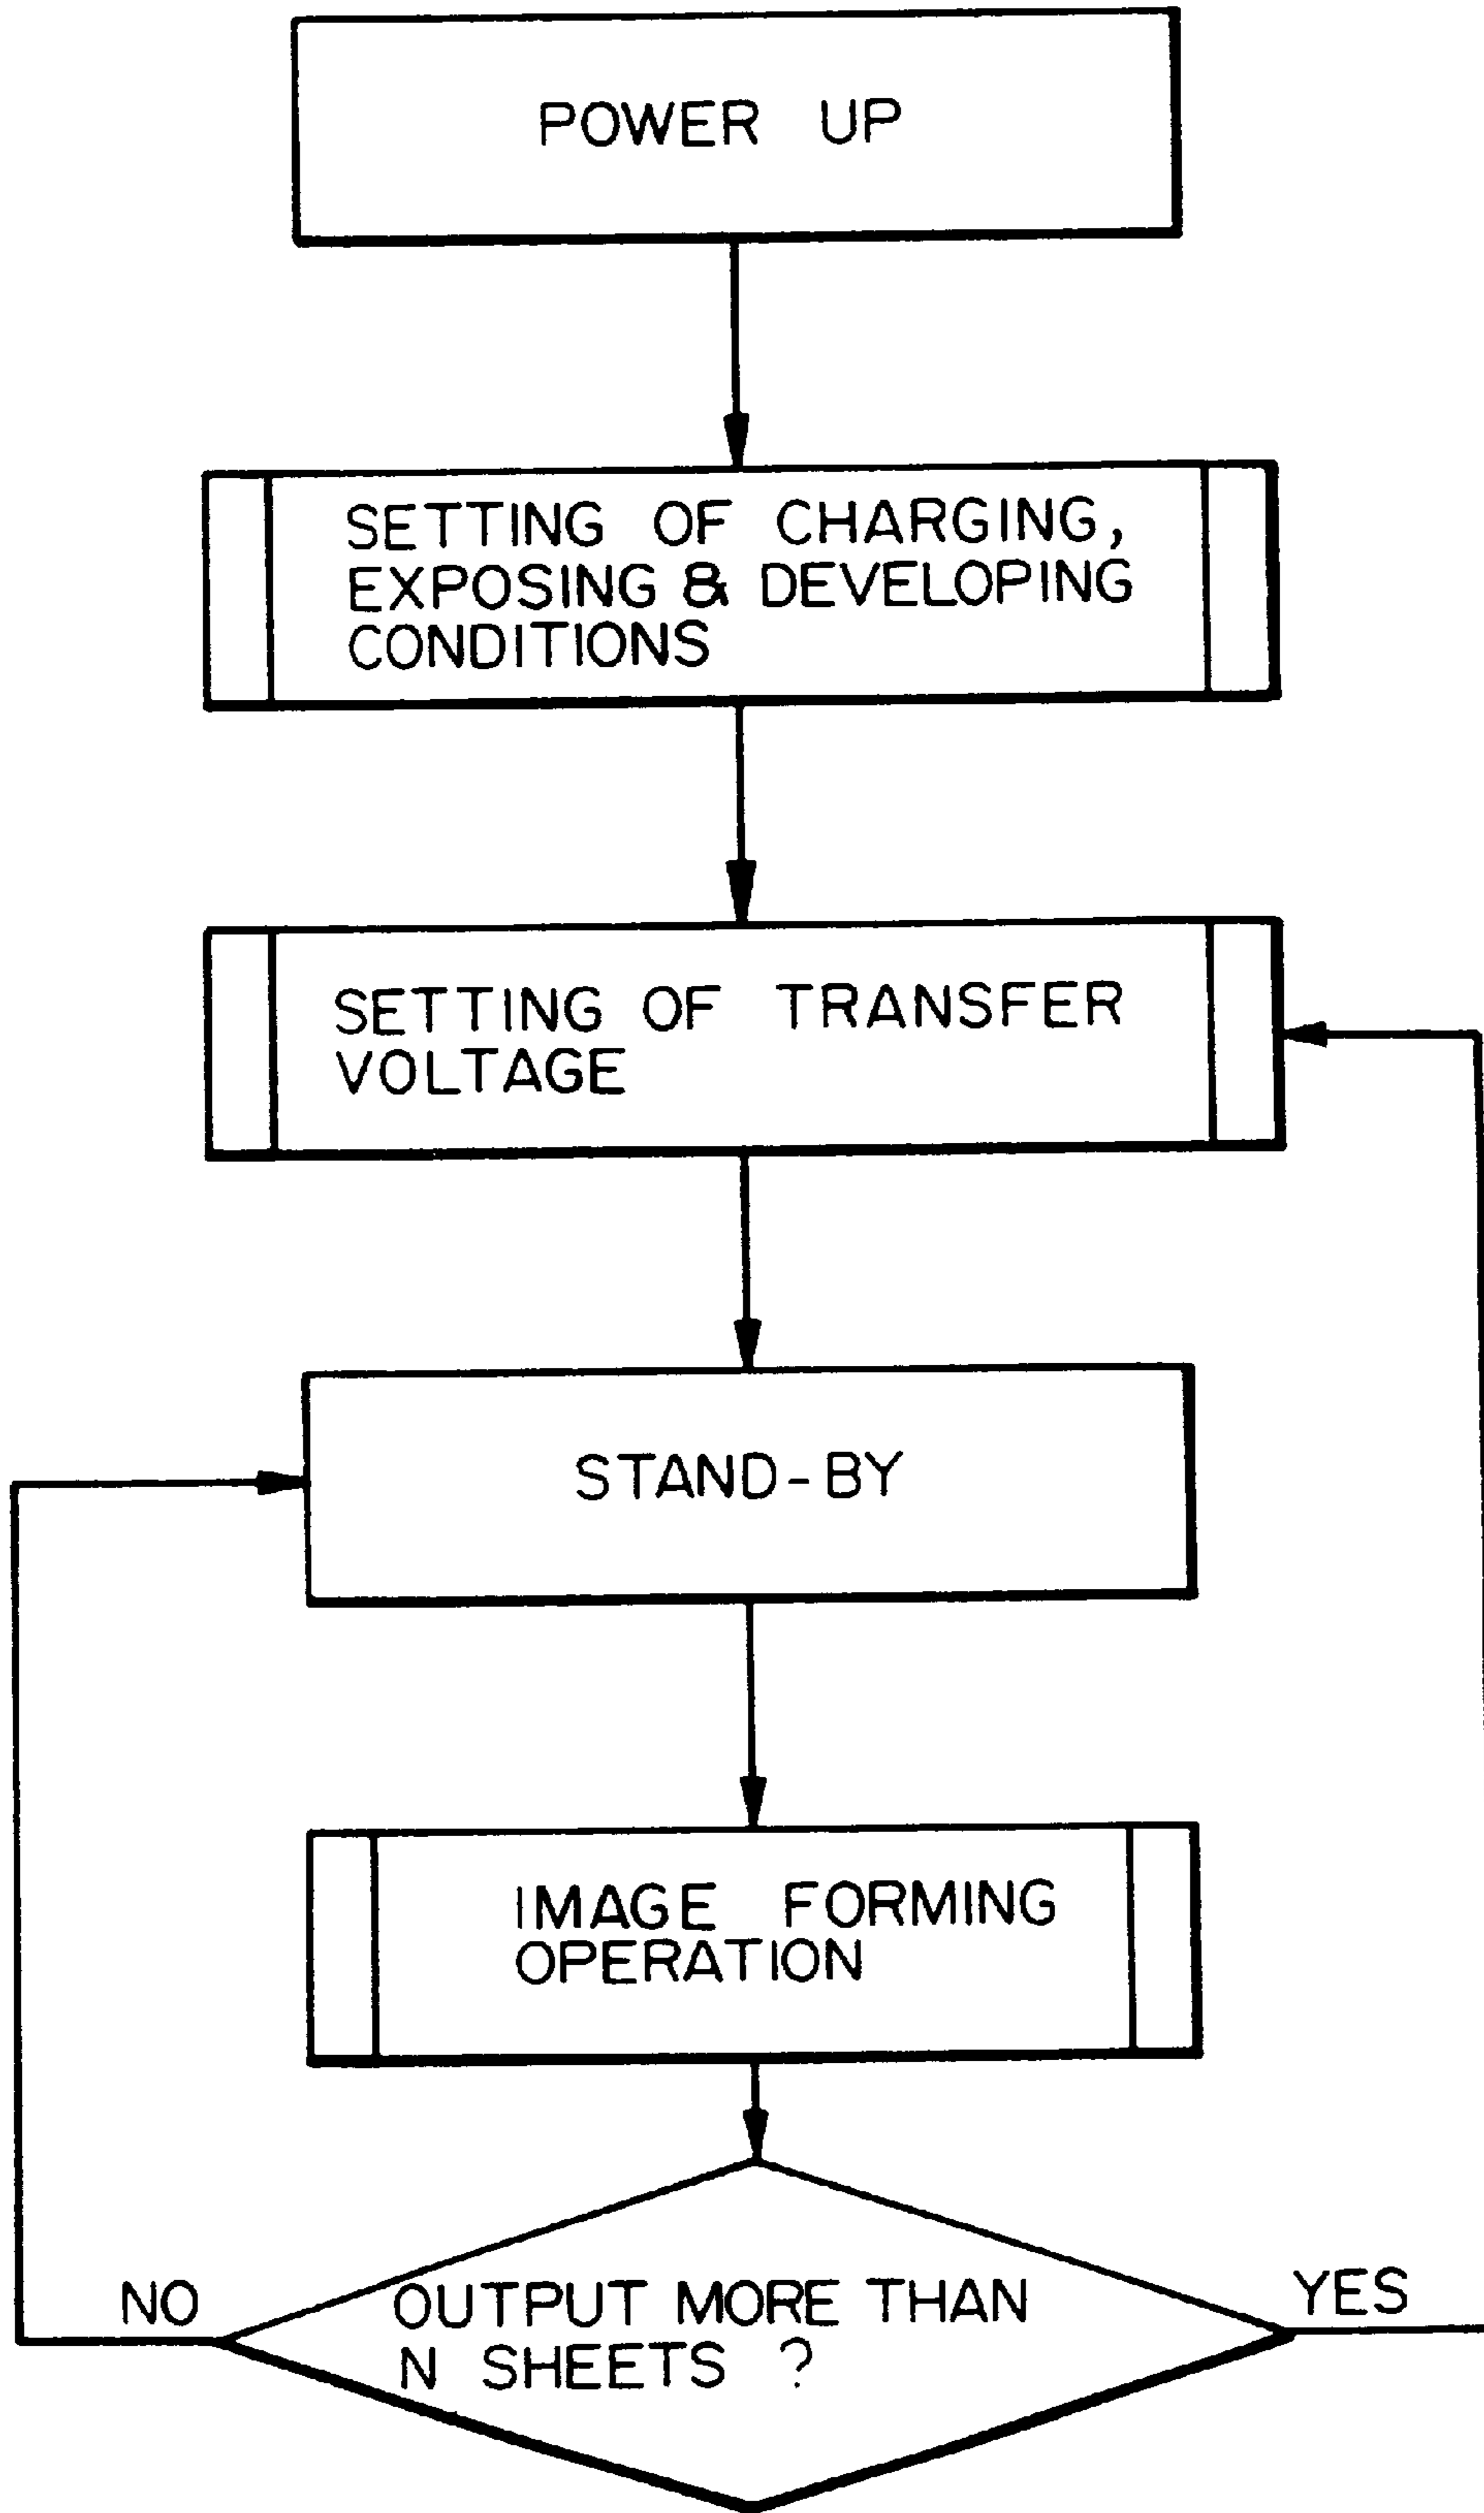 POWER UP
SETTING OF CHARGING,
EXPOSING & DEVELOPING
CONDITIONS
SETTING OF TRANSFER
VOLTAGE
STAND-BY
IMAGE FORMING
OPERATION
NO
OUTPUT MORE THAN
N SHEETS ?
YES